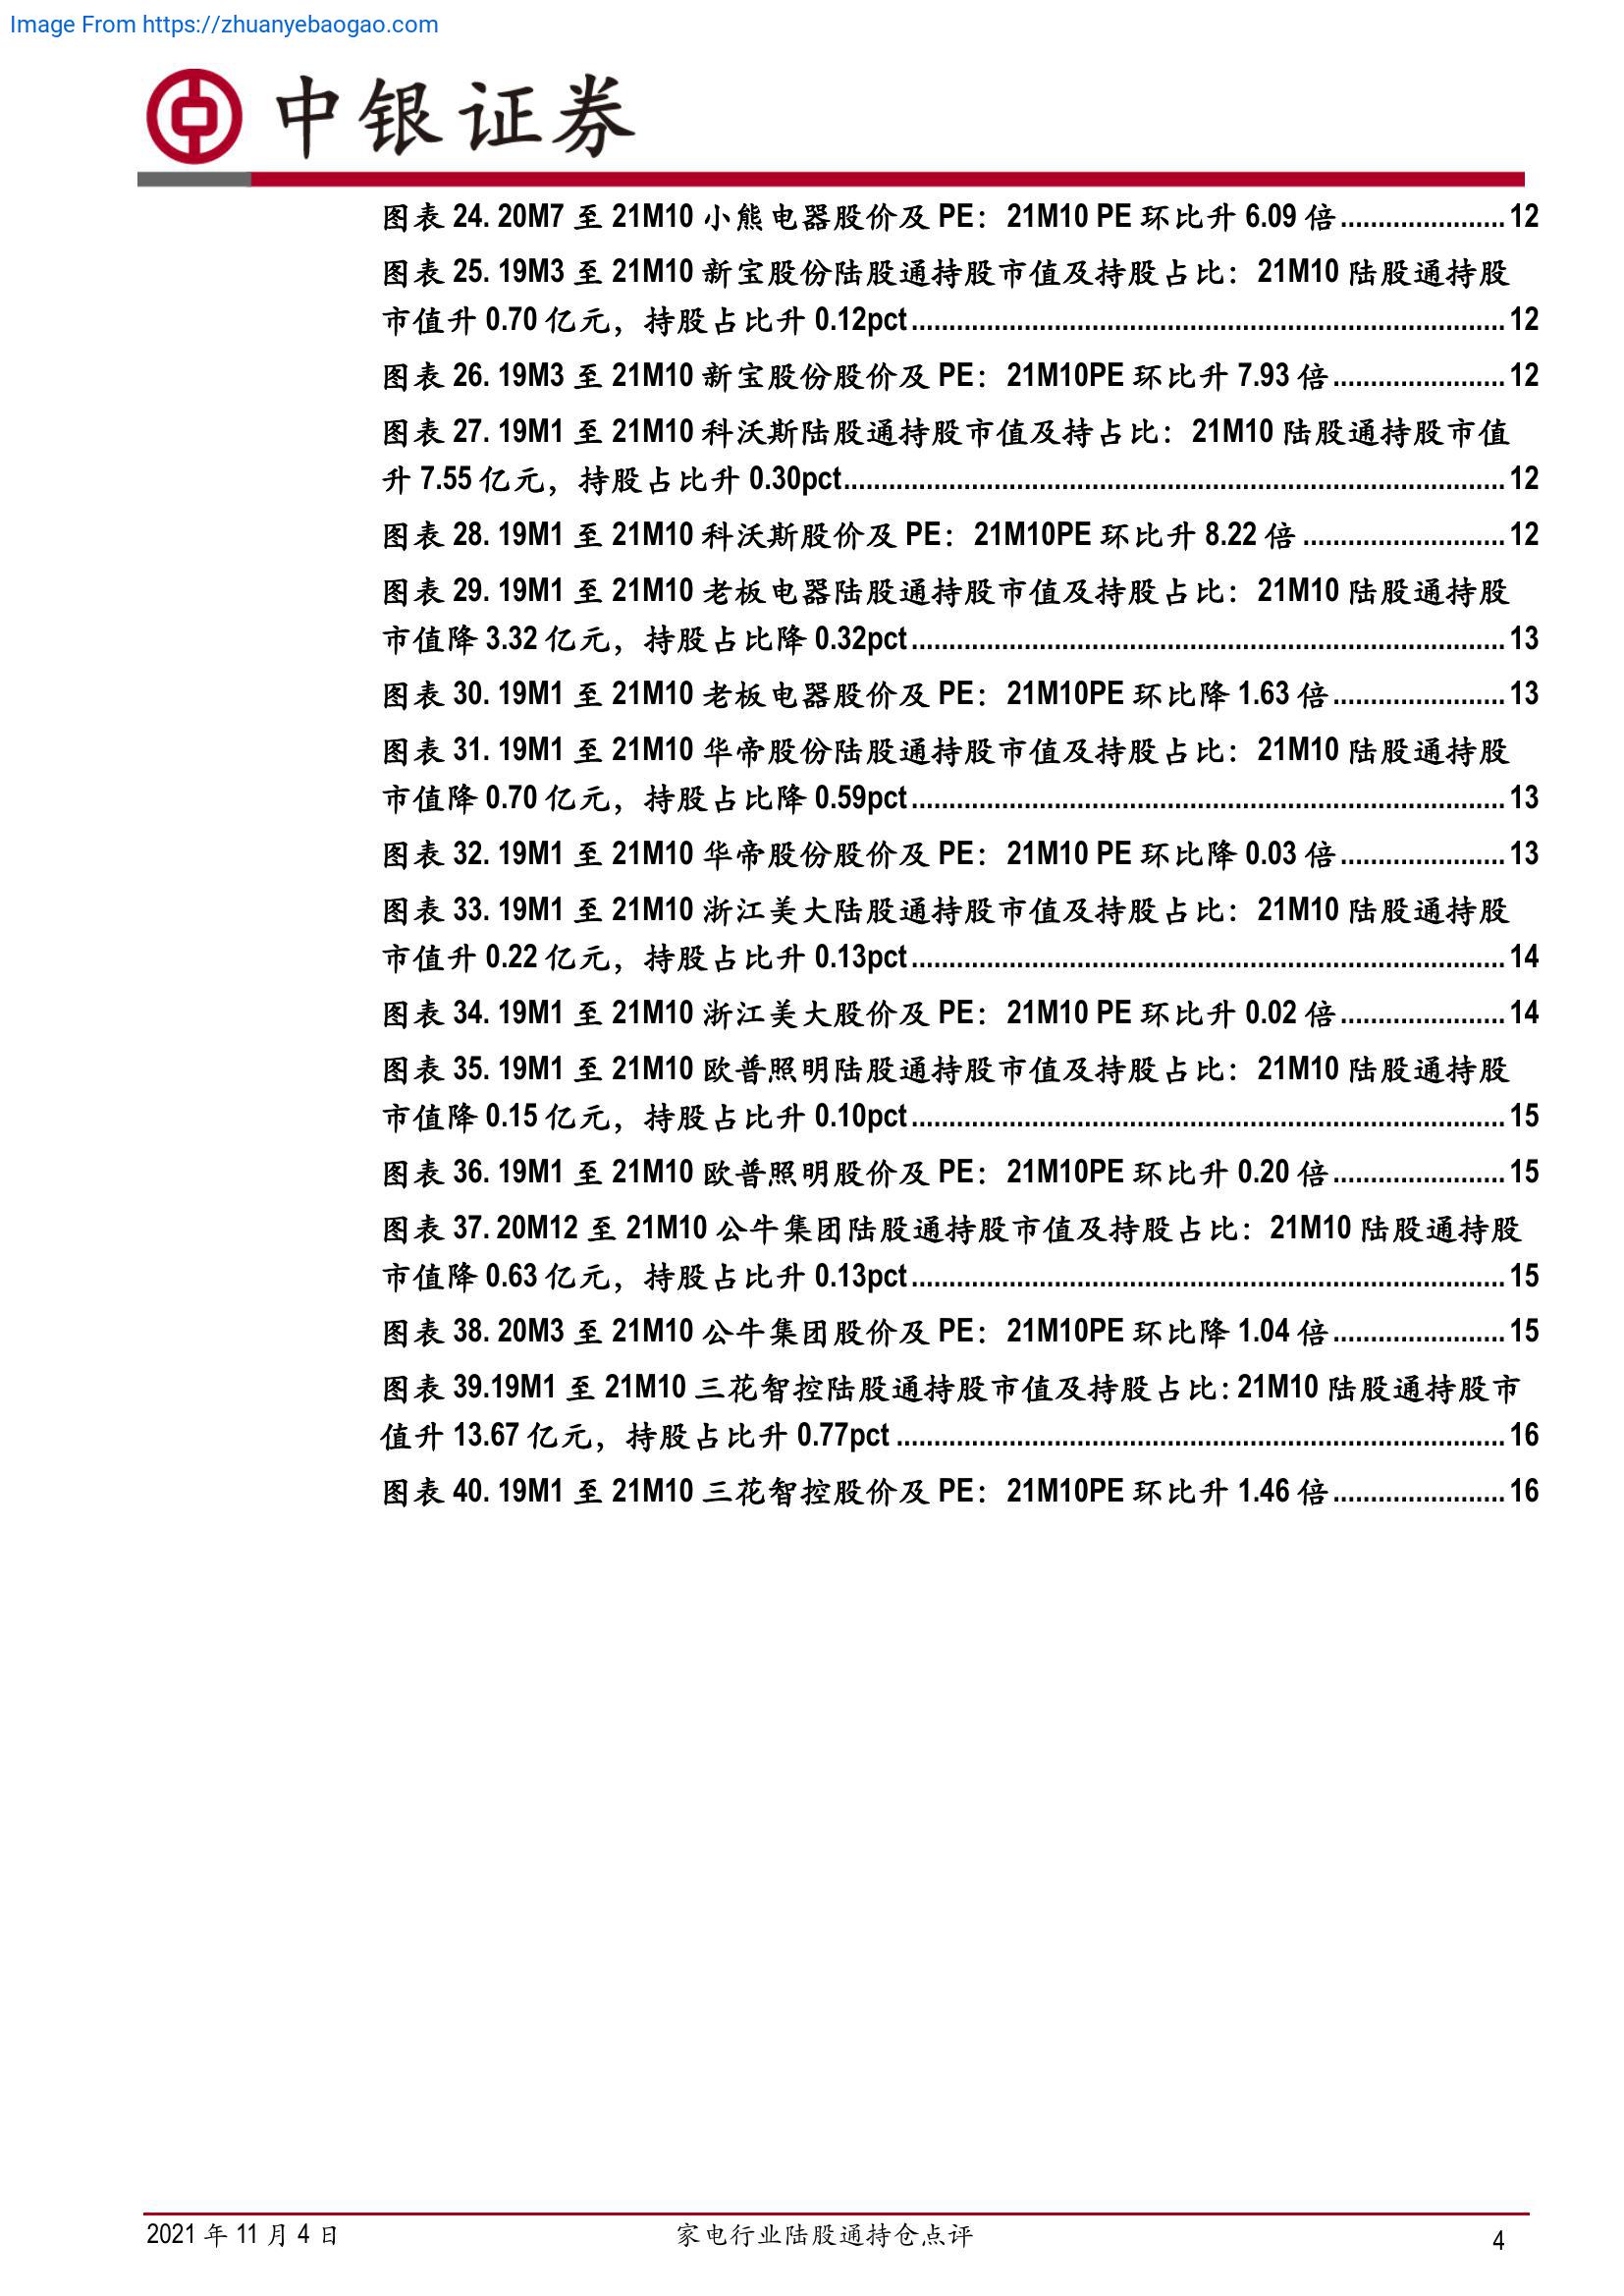 Image From https://zhuanyebaogao.com
中银证券
图表 24. 20M7 至 21M10 小熊电器股价及 PE：21M10 PE 环比升 6.09 倍......................12
图表 25. 19M3 至 21M10 新宝股份陆股通持股市值及持股占比：21M10 陆股通持股
市值升 0.70 亿元，持股占比升 0.12pct...............................................................................12
图表 26. 19M3 至 21M10 新宝股份股价及 PE：21M10PE 环比升 7.93 倍.......................12
图表 27. 19M1 至 21M10 科沃斯陆股通持股市值及持占比：21M10 陆股通持股市值
升 7.55 亿元，持股占比升 0.30pct........................................................................................12
图表 28. 19M1 至 21M10 科沃斯股价及 PE：21M10PE 环比升 8.22 倍 ...........................12
图表 29. 19M1 至 21M10 老板电器陆股通持股市值及持股占比：21M10 陆股通持股
市值降 3.32 亿元，持股占比降 0.32pct...............................................................................13
图表 30. 19M1 至 21M10 老板电器股价及 PE：21M10PE 环比降 1.63 倍.......................13
图表 31. 19M1 至 21M10 华帝股份陆股通持股市值及持股占比：21M10 陆股通持股
市值降 0.70 亿元，持股占比降 0.59pct...............................................................................13
图表 32. 19M1 至 21M10 华帝股份股价及 PE：21M10 PE 环比降 0.03 倍......................13
图表 33. 19M1 至 21M10 浙江美大陆股通持股市值及持股占比：21M10 陆股通持股
市值升 0.22 亿元，持股占比升 0.13pct...............................................................................14
图表 34. 19M1 至 21M10 浙江美大股价及 PE：21M10 PE 环比升 0.02 倍......................14
图表 35. 19M1 至 21M10 欧普照明陆股通持股市值及持股占比：21M10 陆股通持股
市值降 0.15 亿元，持股占比升 0.10pct...............................................................................15
图表 36. 19M1 至 21M10 欧普照明股价及 PE：21M10PE 环比升 0.20 倍.......................15
图表 37. 20M12 至 21M10 公牛集团陆股通持股市值及持股占比：21M10 陆股通持股
市值降 0.63 亿元，持股占比升 0.13pct...............................................................................15
图表 38. 20M3 至 21M10 公牛集团股价及 PE：21M10PE 环比降 1.04 倍.......................15
图表 39.19M1 至 21M10 三花智控陆股通持股市值及持股占比：21M10 陆股通持股市
值升 13.67 亿元，持股占比升 0.77pct .................................................................................16
图表 40. 19M1 至 21M10 三花智控股价及 PE：21M10PE 环比升 1.46 倍.......................16
2021 年 11 月 4 日
家电行业陆股通持仓点评
4